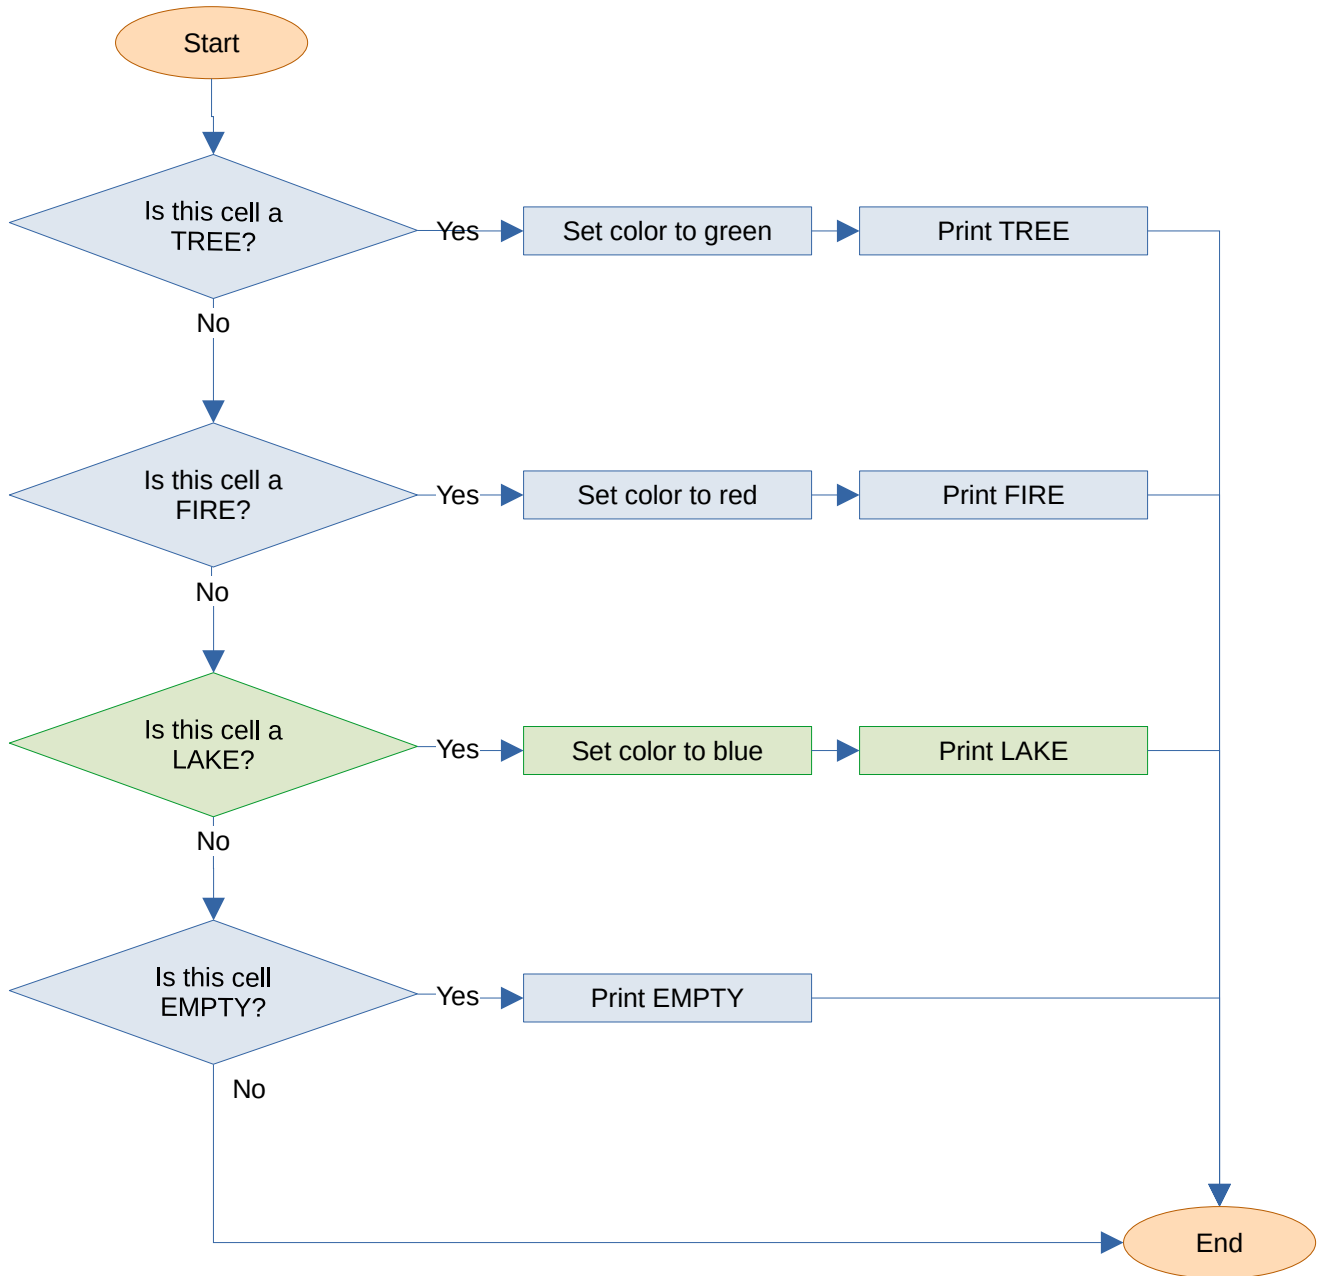 Start
Is this cell a
TREE?
Yes
Set color to green
Print TREE
No
Is this cell a
FIRE?
Yes
Set color to red
Print FIRE
No
Is this cell a
LAKE?
Yes
Set color to blue
Print LAKE
No
Is this cell
EMPTY?
Yes
Print EMPTY
No
End